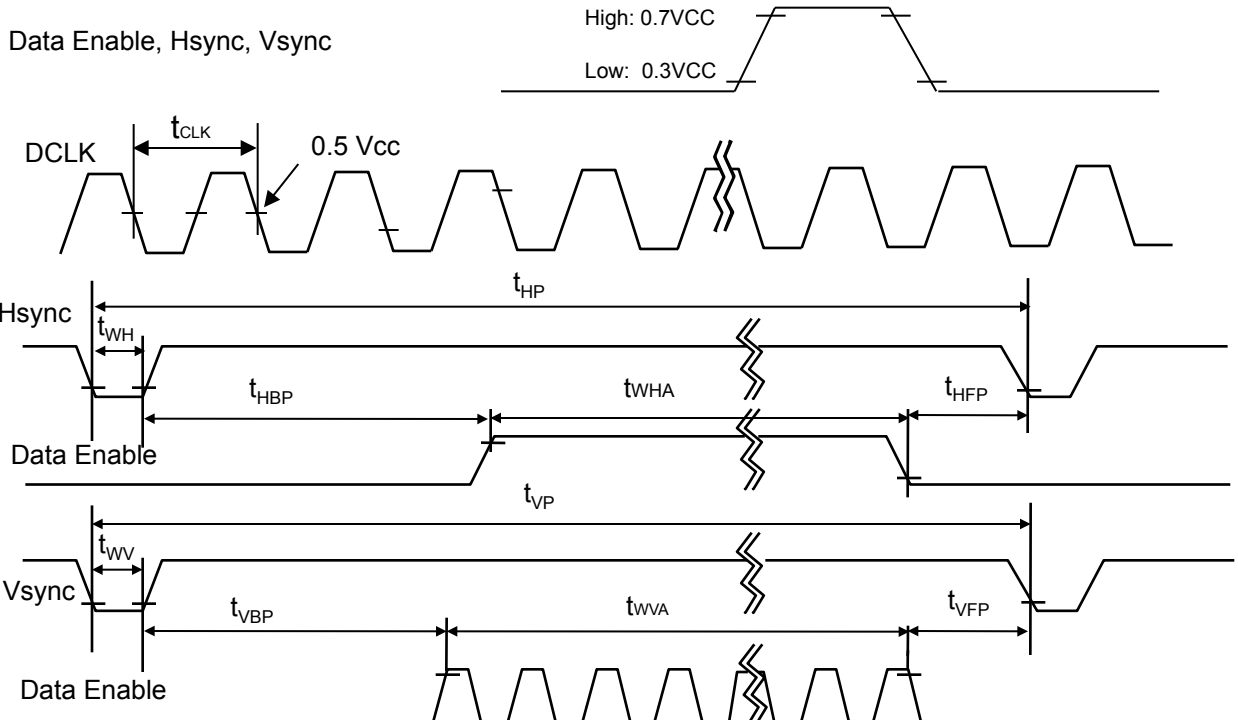 High: 0.7VCC
Data Enable, Hsync, Vsync
Low: 0.3VCC
tCLK
DCLK
0.5 Vcc
tHP
Hsync
tWH
tHBP
tWHA
tHFP
Data Enable
tVP
tWV
Vsync
tVBP
tWVA
tVFP
Data Enable